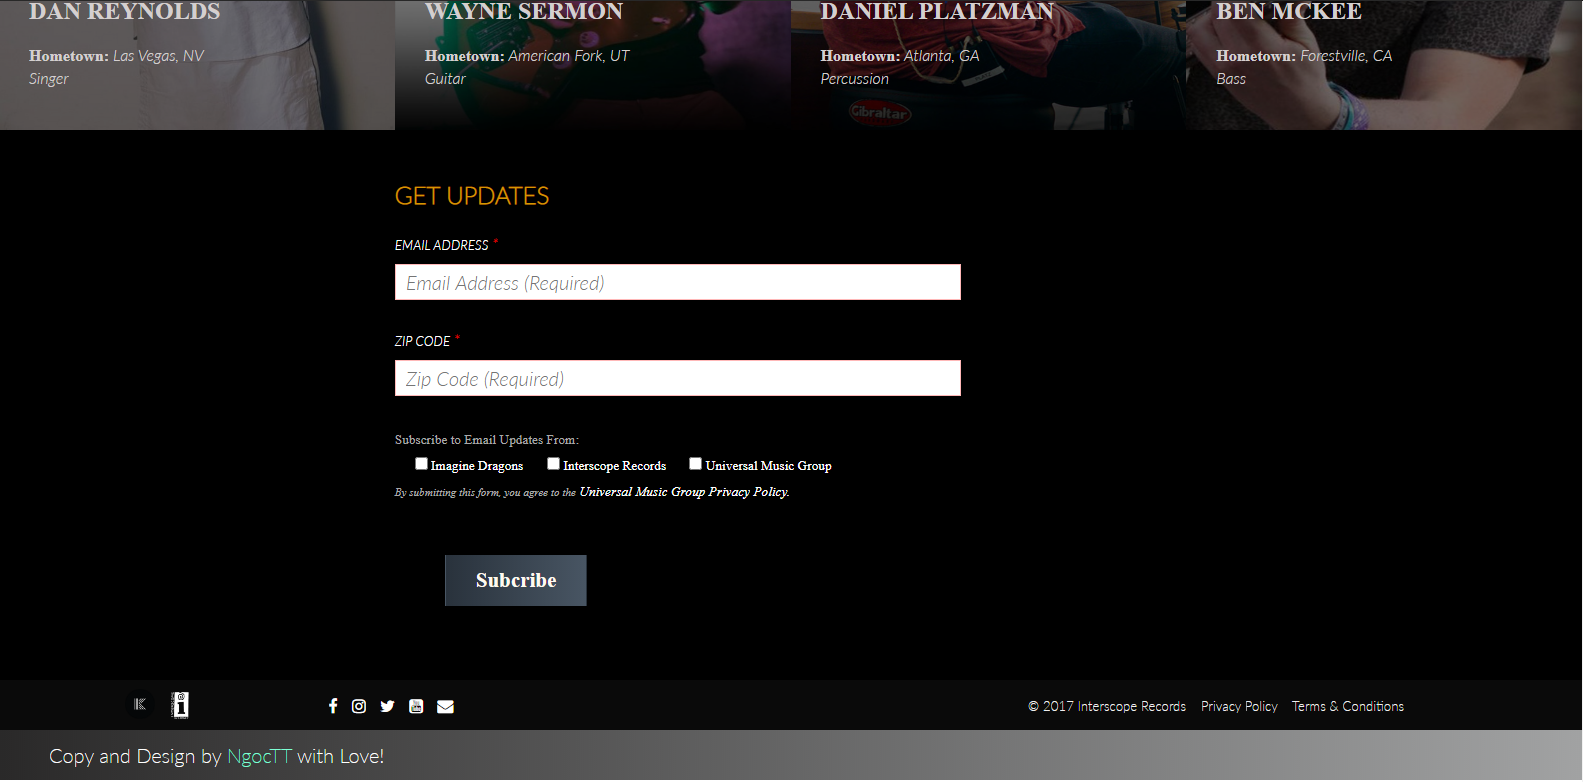 DAN REYNOLDS
Hometown: Las Vegas, NV
Singer
WAYNE SERMON
Hometown: American Fork, UT
Guitar
DANIEL PLATZMAN
Hometown: Atlanta, GA
Percussion
Gibraltar
BEN MCKEE
Hometown: Forestville, CA
Bass
GET UPDATES
EMAIL ADDRESS *
Email Address (Required)
ZIP CODE *
Zip Code (Required)
Subscribe to Email Updates From:
Imagine Dragons Interscope Records Universal Music Group
By submitting this form, you agree to the Universal Music Group Privacy Policy.
Subcribe
© 2017 Interscope Records Privacy Policy Terms & Conditions
Copy and Design by NgocTT with Love!